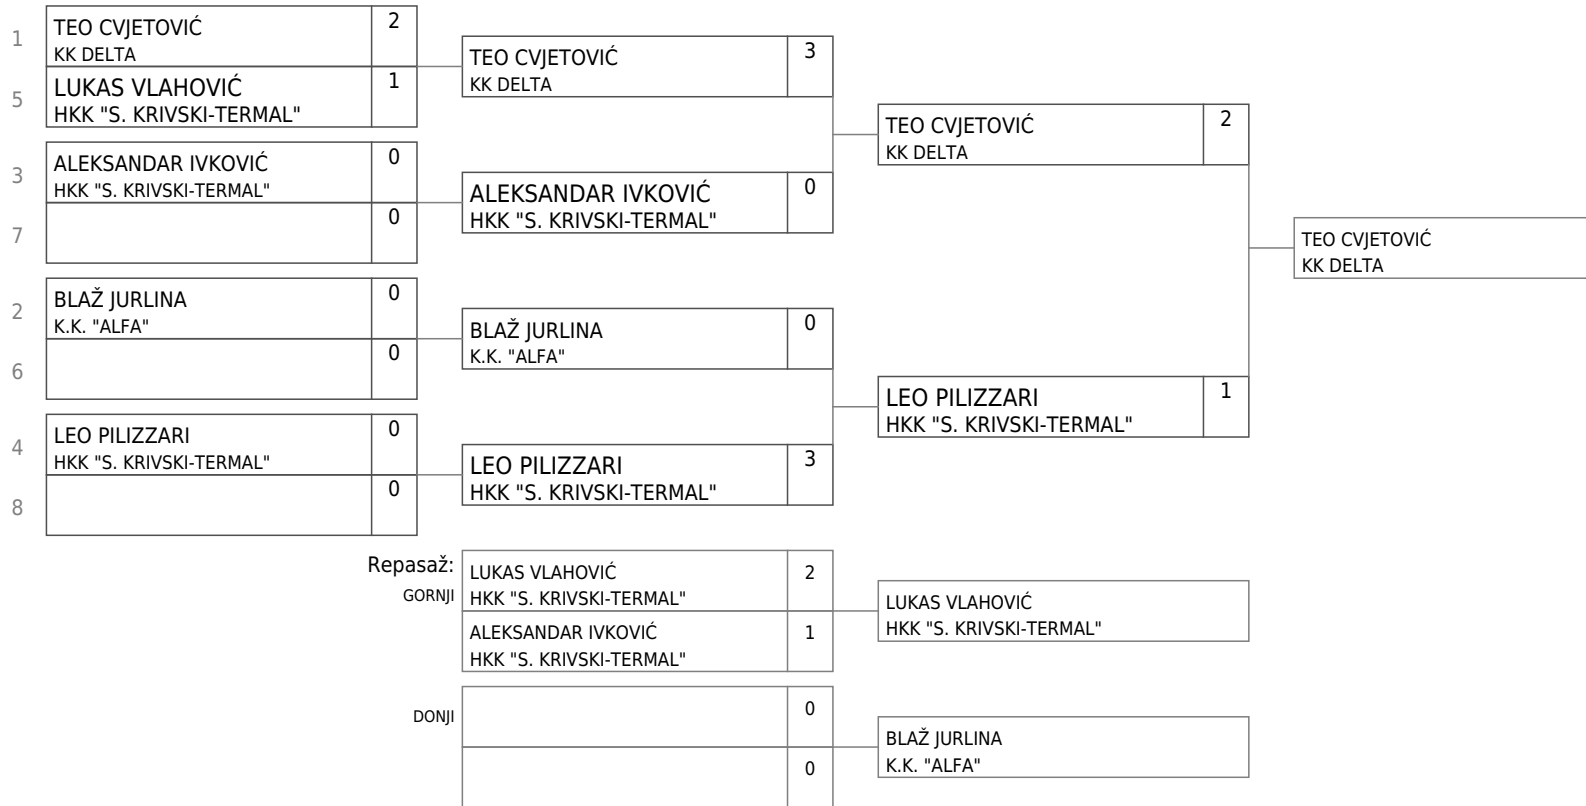 1
TEO CVJETOVIĆ
KK DELTA
2
5
LUKAS VLAHOVIĆ
HKK "S. KRIVSKI-TERMAL"
1
3
ALEKSANDAR IVKOVIĆ
HKK "S. KRIVSKI-TERMAL"
0
7
0
2
BLAŽ JURLINA
K.K. "ALFA"
0
6
0
4
LEO PILIZZARI
HKK "S. KRIVSKI-TERMAL"
0
8
0
TEO CVJETOVIĆ
KK DELTA
3
ALEKSANDAR IVKOVIĆ
HKK "S. KRIVSKI-TERMAL"
0
BLAŽ JURLINA
K.K. "ALFA"
0
LEO PILIZZARI
HKK "S. KRIVSKI-TERMAL"
3
TEO CVJETOVIĆ
KK DELTA
2
LEO PILIZZARI
HKK "S. KRIVSKI-TERMAL"
1
TEO CVJETOVIĆ
KK DELTA
Repasaž:
GORNJI
LUKAS VLAHOVIĆ
HKK "S. KRIVSKI-TERMAL"
2
ALEKSANDAR IVKOVIĆ
HKK "S. KRIVSKI-TERMAL"
1
LUKAS VLAHOVIĆ
HKK "S. KRIVSKI-TERMAL"
DONJI
0
0
BLAŽ JURLINA
K.K. "ALFA"